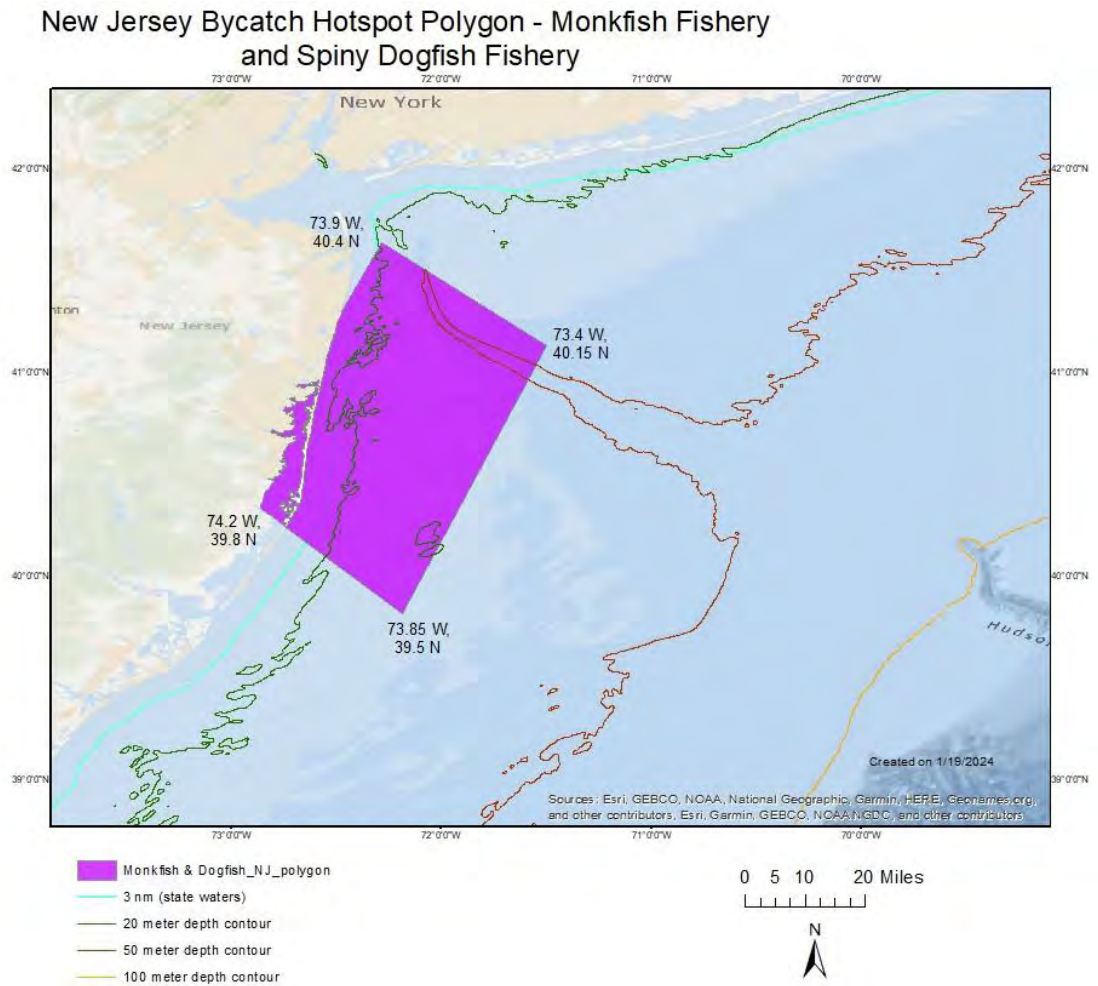 New Jersey Bycatch Hotspot Polygon - Monkfish Fishery
and Spiny Dogfish Fishery
73°0'0"W 72°0'0"W 71°0'0"W 70°0'0"W
New York
42°0'0"N 42°0'0"N
73.9 W,
40.4 N
nton
New Jersey
73.4 W,
40.15 N
41°0'0"N 41°0'0"N
74.2 W,
39.8 N
40°0'0"N 40°0'0"N
73.85 W,
39.5 N
Hudson
Created on 1/19/2024
39°0'0"N 39°0'0"N
Sources: Esri, GEBCO, NOAA, National Geographic, Garmin, HERE, Geonames.org,
and other contributors, Esri, Garmin, GEBCO, NOAA NGDC, and other contributors
73°0'0"W 72°0'0"W 71°0'0"W 70°0'0"W
Monkfish & Dogfish_NJ_polygon
3 nm (state waters)
20 meter depth contour
50 meter depth contour
100 meter depth contour
0 5 10 20 Miles
N